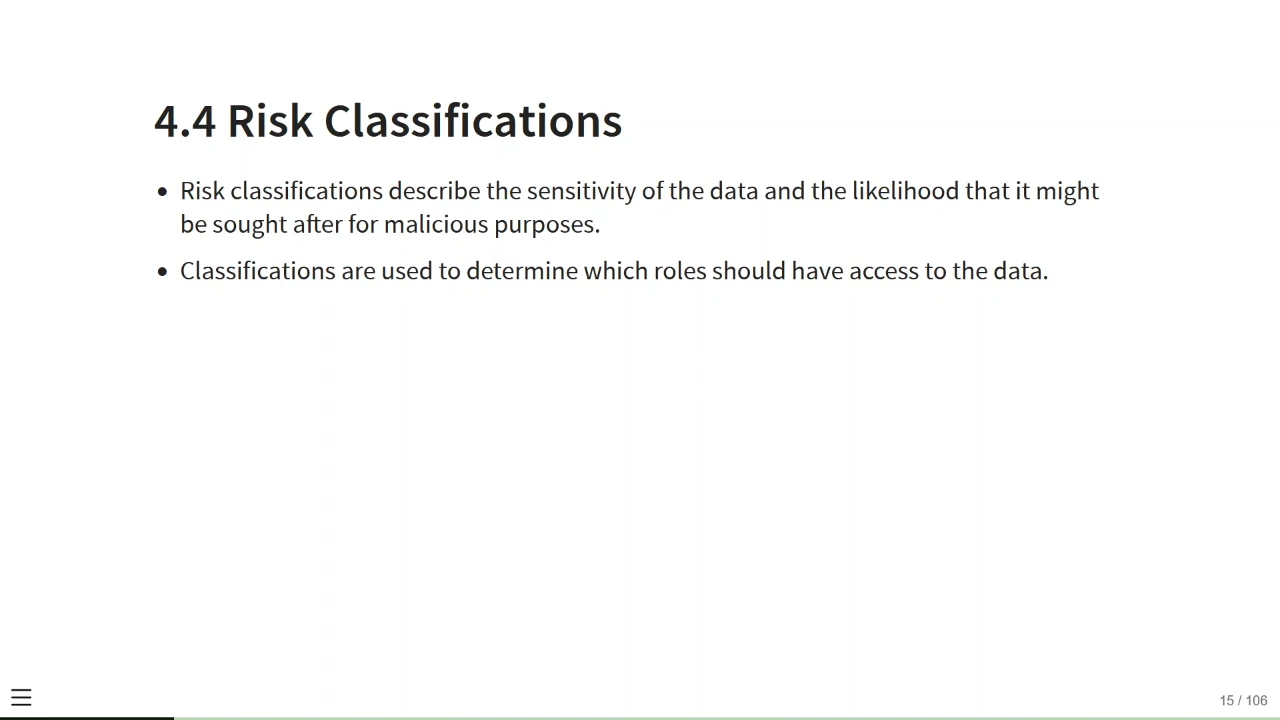 4.4 Risk Classifications
• Risk classifications describe the sensitivity of the data and the likelihood that it might
be sought after for malicious purposes.
• Classifications are used to determine which roles should have access to the data.
15 / 106